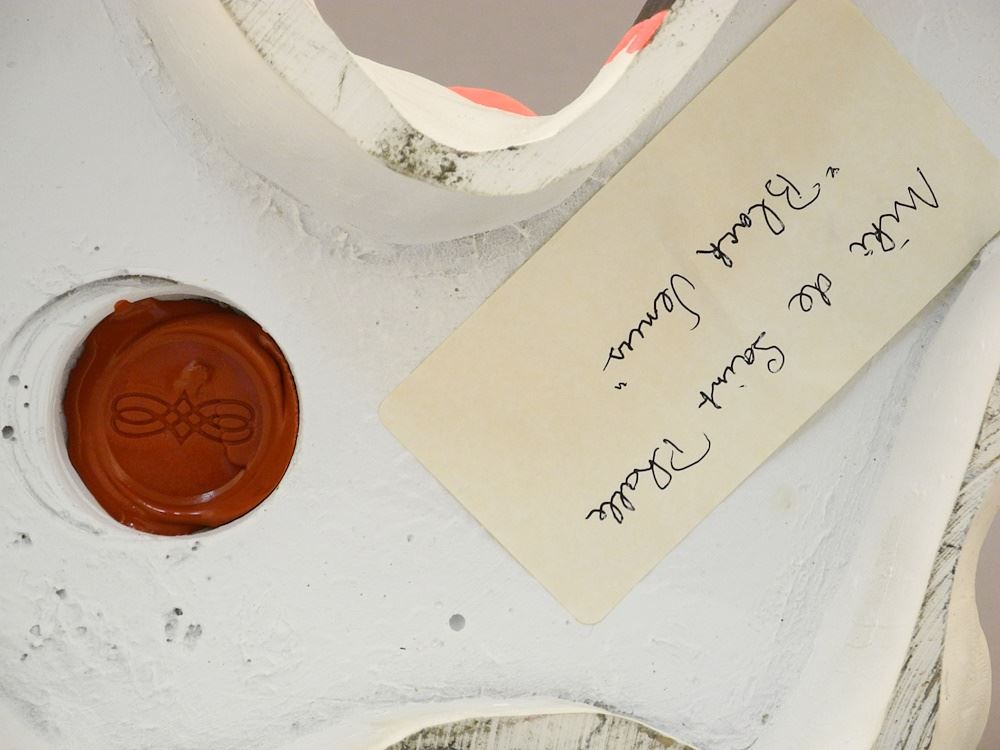 Niki de Saint Phalle
"Black Venus"